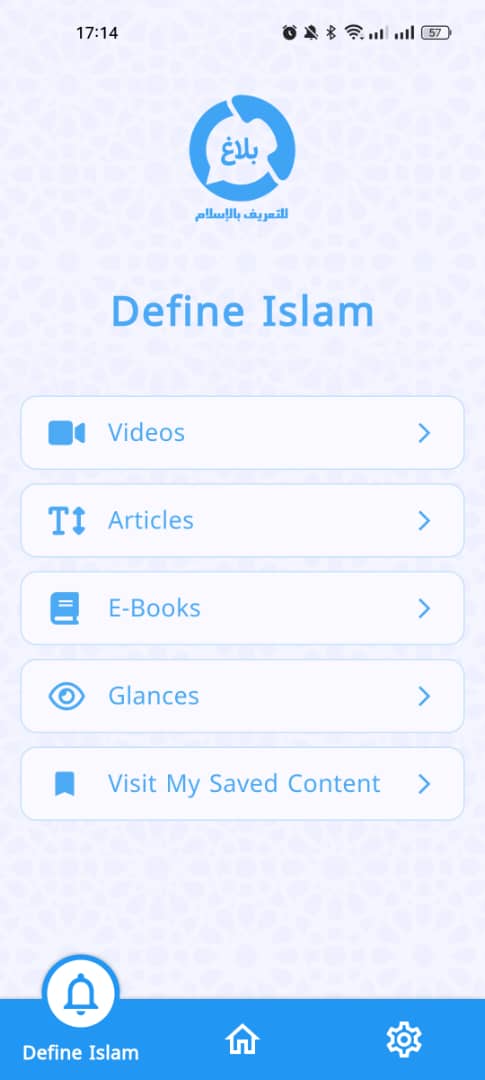 17:14
57
بلاغ
للتعريف بالإسلام
Define Islam
Videos
Articles
E-Books
Glances
Visit My Saved Content
Define Islam